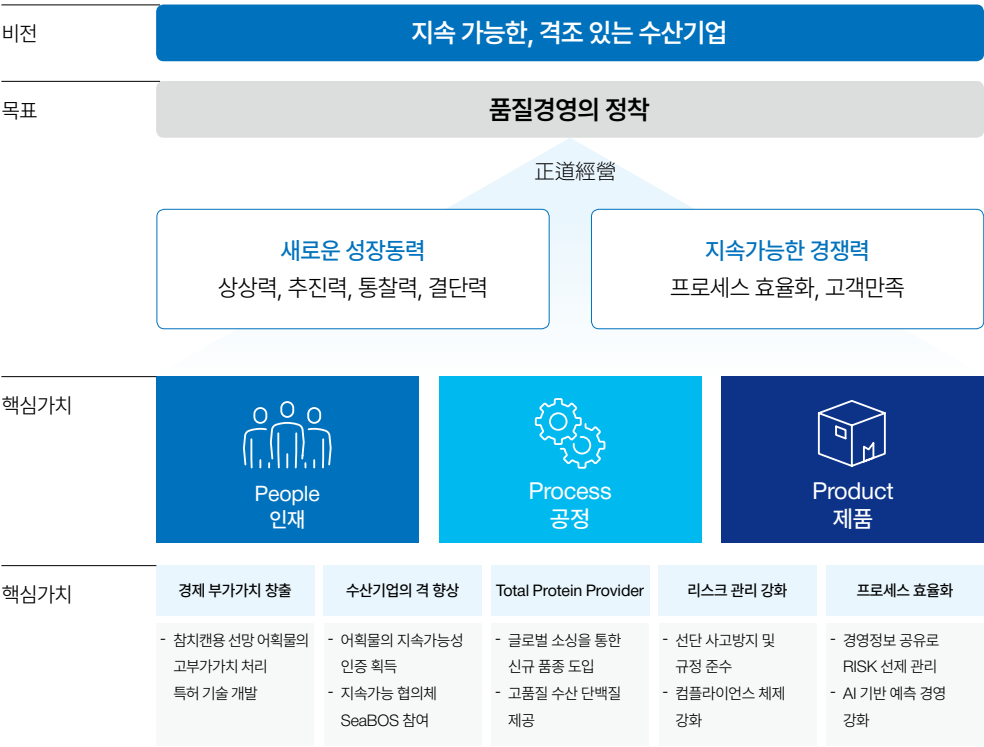 비전
지속 가능한, 격조 있는 수산기업
목표
품질경영의 정착
正道經營
새로운 성장동력
상상력, 추진력, 통찰력, 결단력
지속가능한 경쟁력
프로세스 효율화, 고객만족
핵심가치
People
인재
Process
공정
Product
제품
핵심가치
경제 부가가치 창출
- 참치캔용 선망 어획물의
고부가가치 처리
특허 기술 개발
수산기업의 격 향상
- 어획물의 지속가능성
인증 획득
- 지속가능 협의체
SeaBOS 참여
Total Protein Provider
- 글로벌 소싱을 통한
신규 품종 도입
- 고품질 수산 단백질
제공
리스크 관리 강화
- 선단 사고방지 및
규정 준수
- 컴플라이언스 체제
강화
프로세스 효율화
- 경영정보 공유로
RISK 선제 관리
- AI 기반 예측 경영
강화